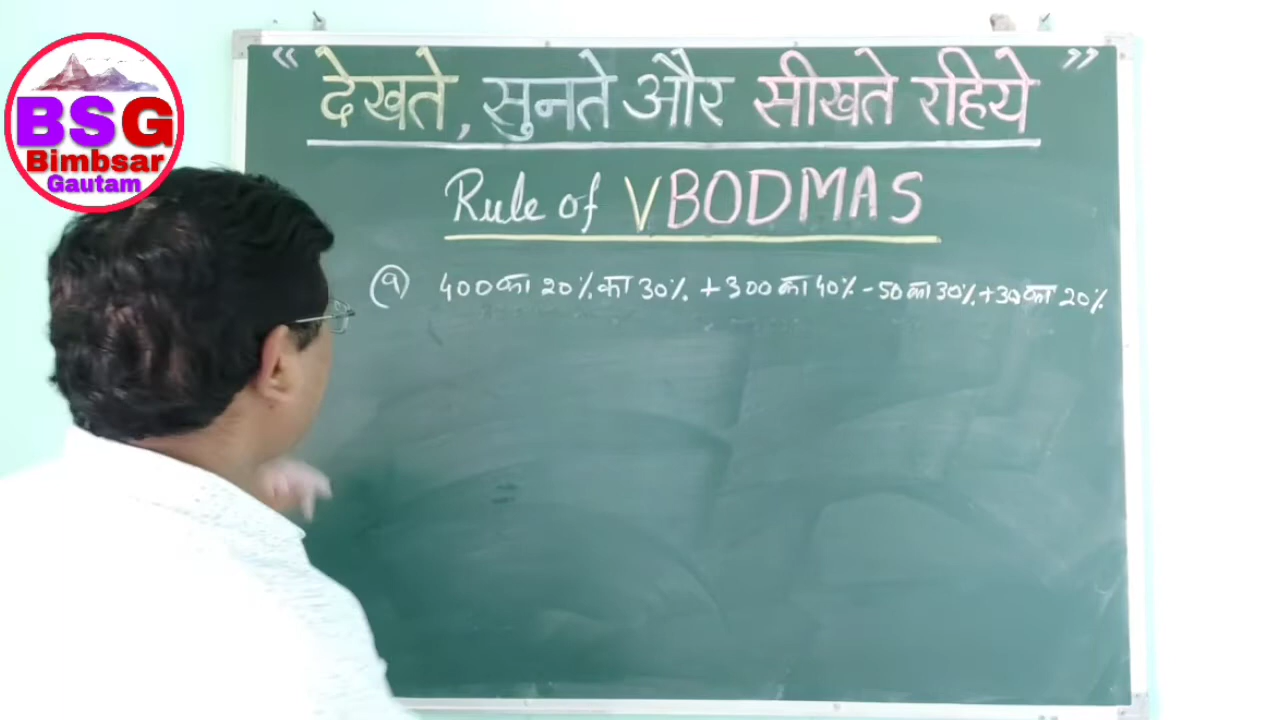 BSG
Bimbsar
Gautam
“ देखते, सुनते और सीखते रहिये ”
Rule of VBODMAS
(a) 400 का 20% का 30% + 300 का 40% - 50 का 30% + 30 का 20%